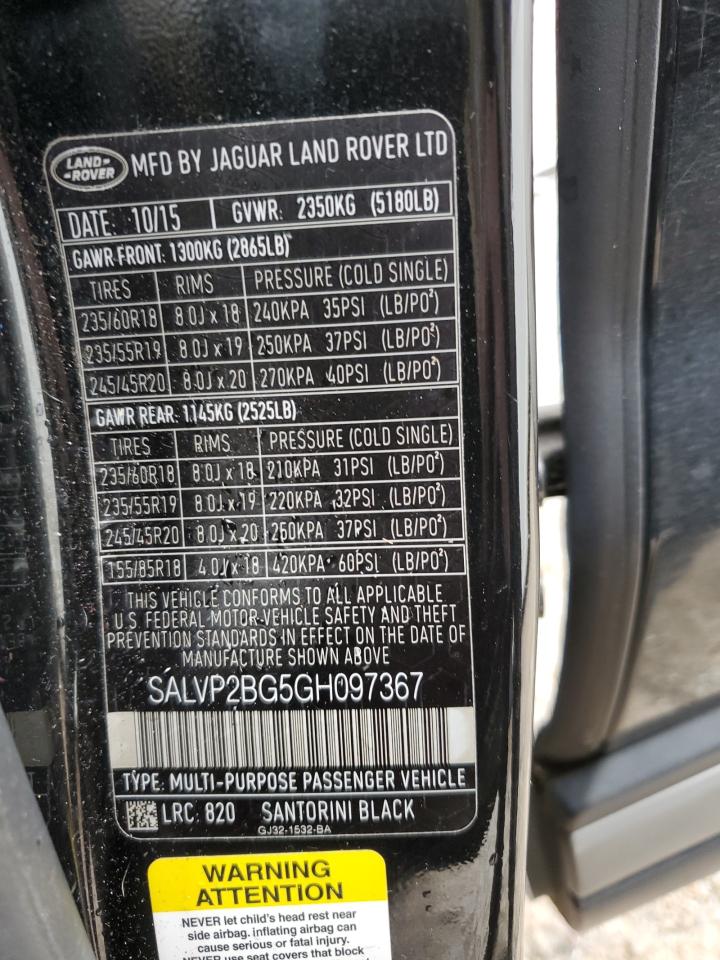 LAND-
-ROVER
MFD BY JAGUAR LAND ROVER LTD
DATE: 10/15 GVWR: 2350KG (5180LB)
GAWR FRONT: 1300KG (2865LB)
TIRES RIMS PRESSURE (COLD SINGLE)
235/60R18 8.0J x 18 240KPA 35PSI (LB/PO²)
235/55R19 8.0J x 19 250KPA 37PSI (LB/PO²)
245/45R20 8.0J x 20 270KPA 40PSI (LB/PO²)
GAWR REAR: 1145KG (2525LB)
TIRES RIMS PRESSURE (COLD SINGLE)
235/60R18 8.0J x 18 210KPA 31PSI (LB/PO²)
235/55R19 8.0J x 19 220KPA 32PSI (LB/PO²)
245/45R20 8.0J x 20 250KPA 37PSI (LB/PO²)
155/85R18 4.0J x 18 420KPA 60PSI (LB/PO²)
THIS VEHICLE CONFORMS TO ALL APPLICABLE
U.S. FEDERAL MOTOR-VEHICLE SAFETY AND THEFT
PREVENTION STANDARDS IN EFFECT ON THE DATE OF
MANUFACTURE SHOWN ABOVE
SALVP2BG5GH097367
TYPE: MULTI-PURPOSE PASSENGER VEHICLE
LRC: 820 SANTORINI BLACK
GJ32-1532-BA
WARNING
ATTENTION
NEVER let child's head rest near
side airbag. inflating airbag can
cause serious or fatal injury.
NEVER use seat covers that block